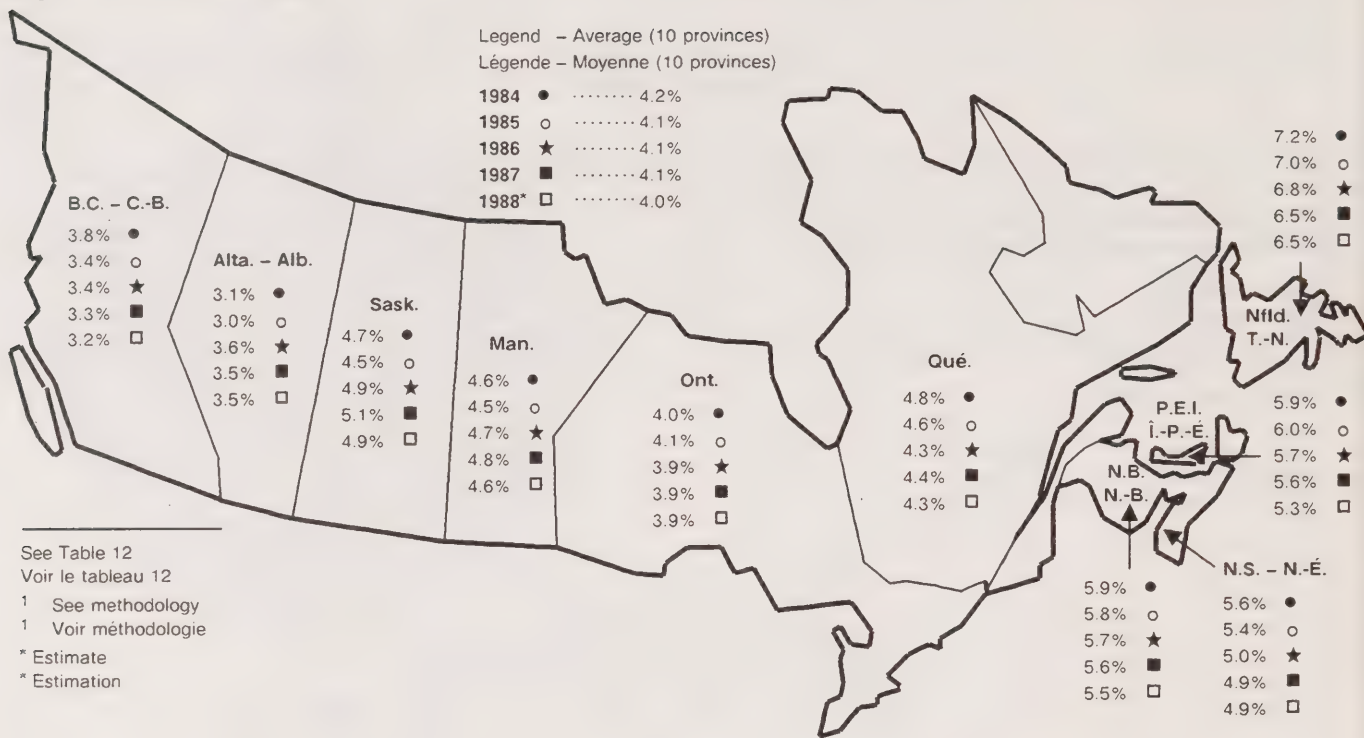 Legend – Average (10 provinces)
Légende – Moyenne (10 provinces)
1984 ● ········ 4.2%
1985 ○ ········ 4.1%
1986 ★ ········ 4.1%
1987 ■ ········ 4.1%
1988* □ ········ 4.0%
B.C. – C.-B.
3.8% ●
3.4% ○
3.4% ★
3.3% ■
3.2% □
Alta. – Alb.
3.1% ●
3.0% ○
3.6% ★
3.5% ■
3.5% □
Sask.
4.7% ●
4.5% ○
4.9% ★
5.1% ■
4.9% □
Man.
4.6% ●
4.5% ○
4.7% ★
4.8% ■
4.6% □
Ont.
4.0% ●
4.1% ○
3.9% ★
3.9% ■
3.9% □
Qué.
4.8% ●
4.6% ○
4.3% ★
4.4% ■
4.3% □
7.2% ●
7.0% ○
6.8% ★
6.5% ■
6.5% □
Nfld.
T.-N.
P.E.I.
Î.-P.-É.
5.9% ●
6.0% ○
5.7% ★
5.6% ■
5.3% □
N.B.
N.-B.
5.9% ●
5.8% ○
5.7% ★
5.6% ■
5.5% □
N.S. – N.-É.
5.6% ●
5.4% ○
5.0% ★
4.9% ■
4.9% □
See Table 12
Voir le tableau 12
1 See methodology
1 Voir méthodologie
* Estimate
* Estimation